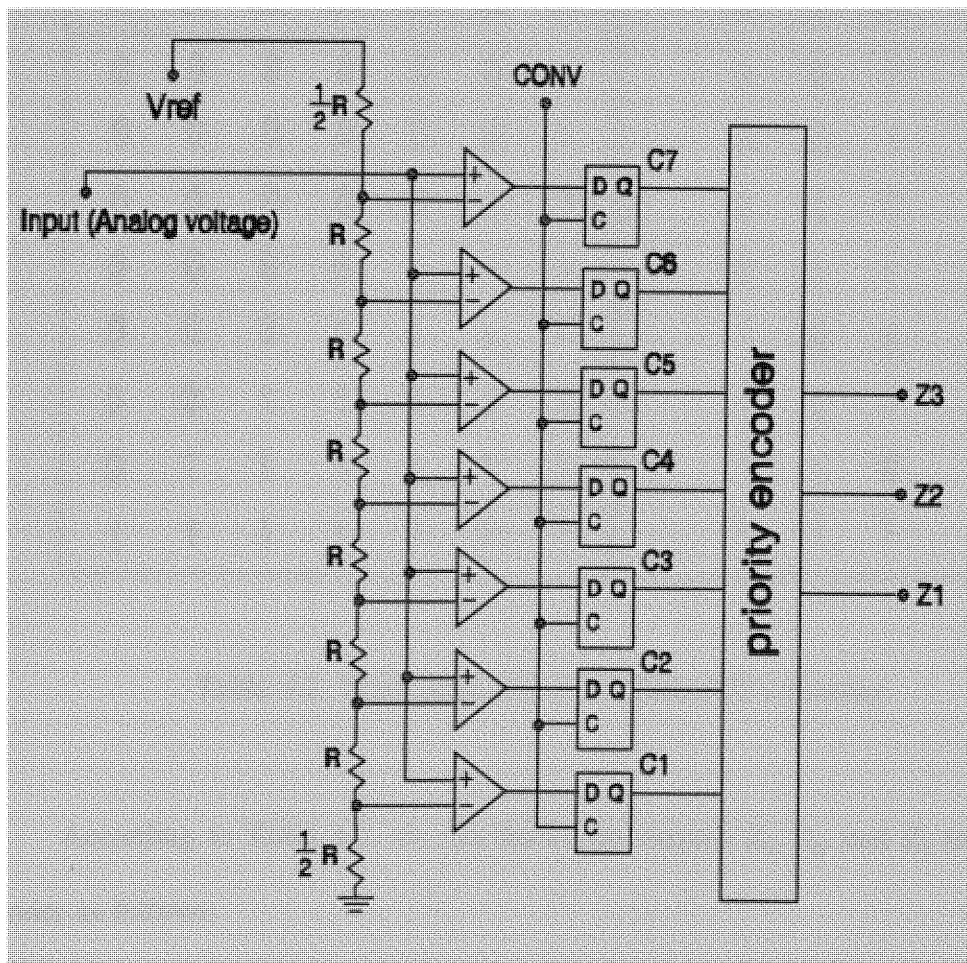 CONV
Vref
1/2 R
Input (Analog voltage)
+
−
D Q
C
C7
R
+
−
D Q
C
C6
R
+
−
D Q
C
C5
R
+
−
D Q
C
C4
R
+
−
D Q
C
C3
R
+
−
D Q
C
C2
R
+
−
D Q
C
C1
1/2 R
priority encoder
Z3
Z2
Z1